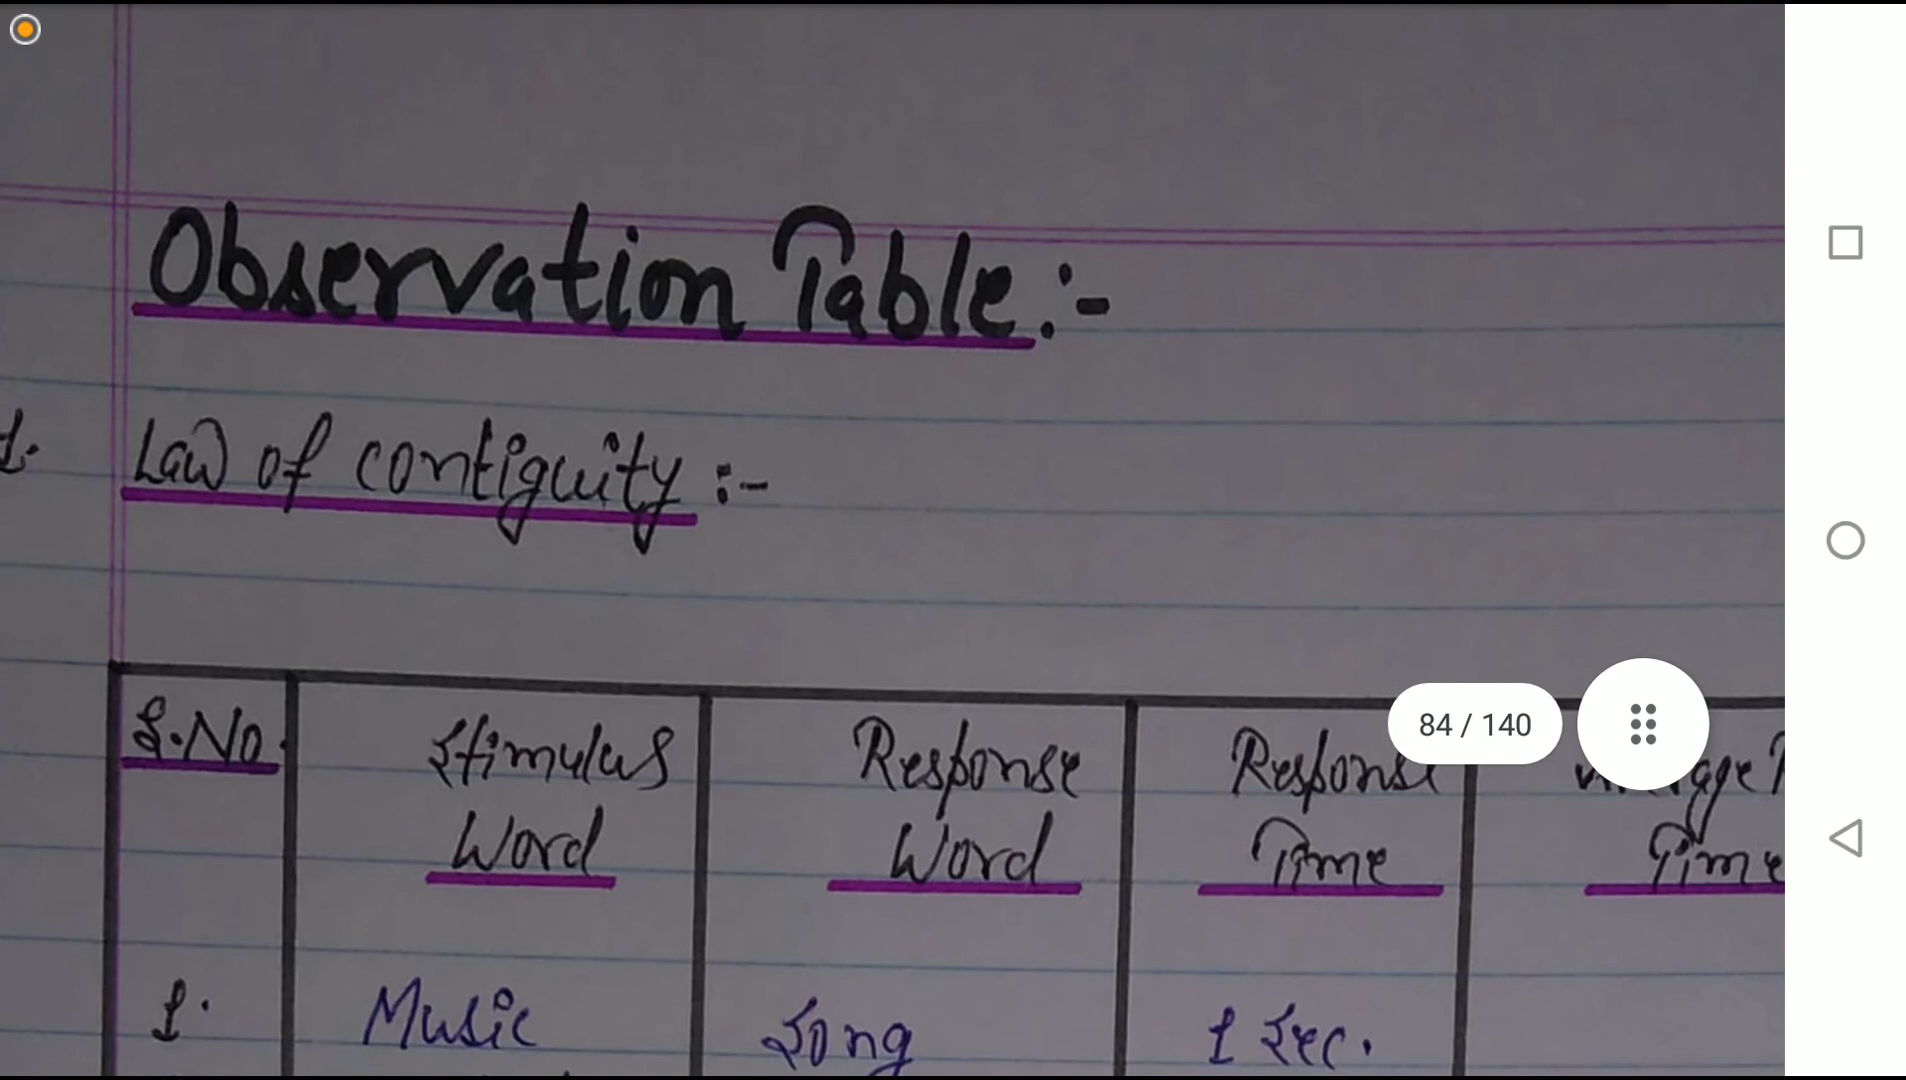 Observation Table:-
1. Law of contiguity :-
S.No. Stimulus Word Response Word Response Time Time
84 / 140
1. Music Song 1 Sec.